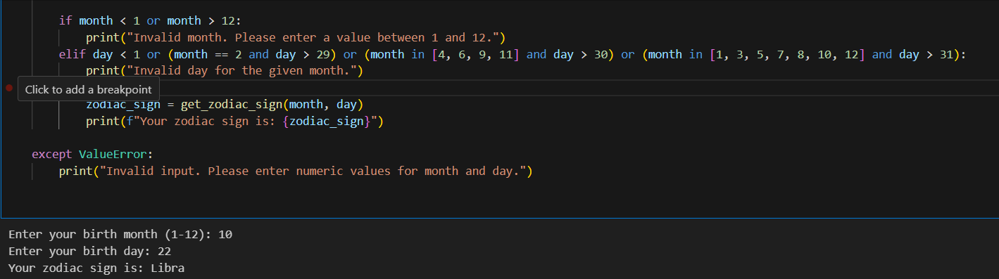 if month < 1 or month > 12:
print("Invalid month. Please enter a value between 1 and 12.")
elif day < 1 or (month == 2 and day > 29) or (month in [4, 6, 9, 11] and day > 30) or (month in [1, 3, 5, 7, 8, 10, 12] and day > 31):
print("Invalid day for the given month.")
Click to add a breakpoint
zodiac_sign = get_zodiac_sign(month, day)
print(f"Your zodiac sign is: {zodiac_sign}")
except ValueError:
print("Invalid input. Please enter numeric values for month and day.")
Enter your birth month (1-12): 10
Enter your birth day: 22
Your zodiac sign is: Libra